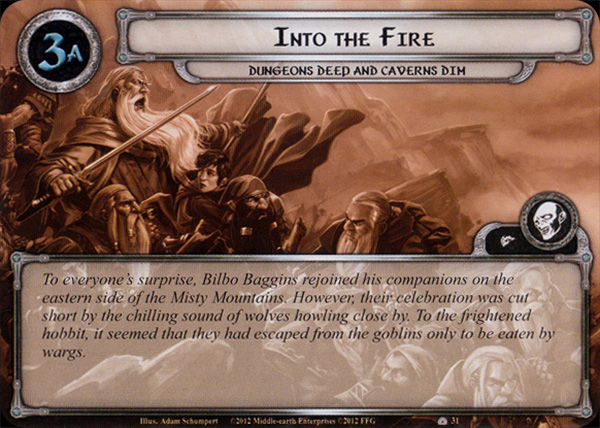 3A
INTO THE FIRE
DUNGEONS DEEP AND CAVERNS DIM
To everyone's surprise, Bilbo Baggins rejoined his companions on the
eastern side of the Misty Mountains. However, their celebration was cut
short by the chilling sound of wolves howling close by. To the frightened
hobbit, it seemed that they had escaped from the goblins only to be eaten by
wargs.
Illus. Adam Schumpert ©2012 Middle-earth Enterprises ©2012 FFG 31